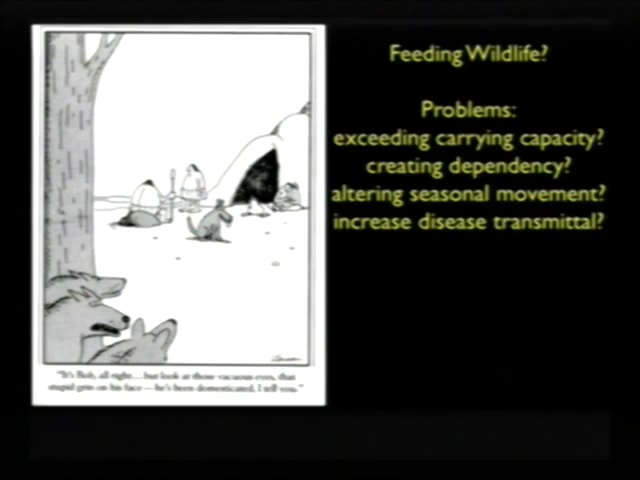 Feeding Wildlife?
Problems:
exceeding carrying capacity?
creating dependency?
altering seasonal movement?
increase disease transmittal?
"It's Bob, all right... but look at those vacuous eyes, that
stupid grin on his face — he's been domesticated, I tell you."